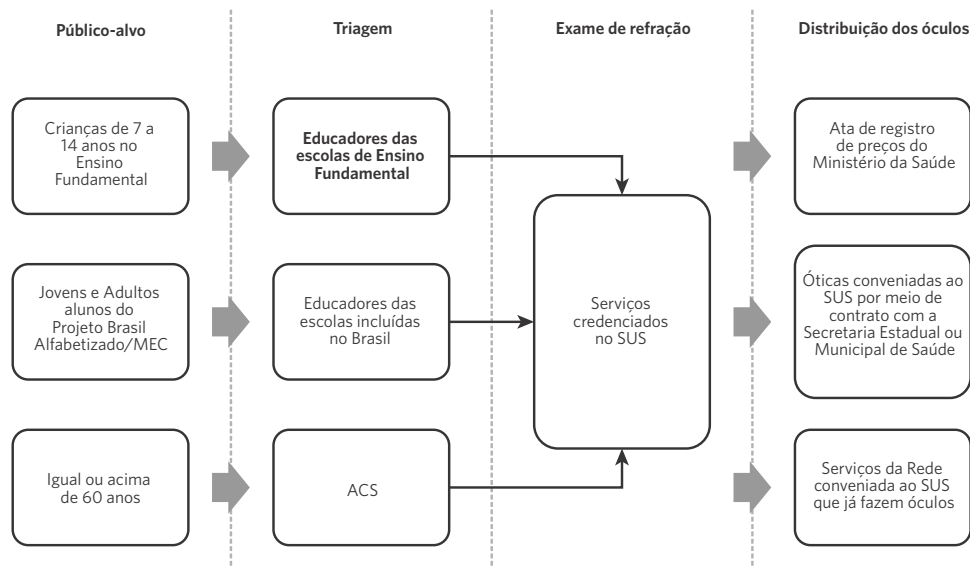 Público-alvo
Triagem
Exame de refração
Distribuição dos óculos
Crianças de 7 a
14 anos no
Ensino
Fundamental
Educadores das
escolas de Ensino
Fundamental
Ata de registro
de preços do
Ministério da Saúde
Jovens e Adultos
alunos do
Projeto Brasil
Alfabetizado/MEC
Educadores das
escolas incluídas
no Brasil
Serviços
credenciados
no SUS
Óticas conveniadas ao
SUS por meio de
contrato com a
Secretaria Estadual ou
Municipal de Saúde
Igual ou acima
de 60 anos
ACS
Serviços da Rede
conveniada ao SUS
que já fazem óculos